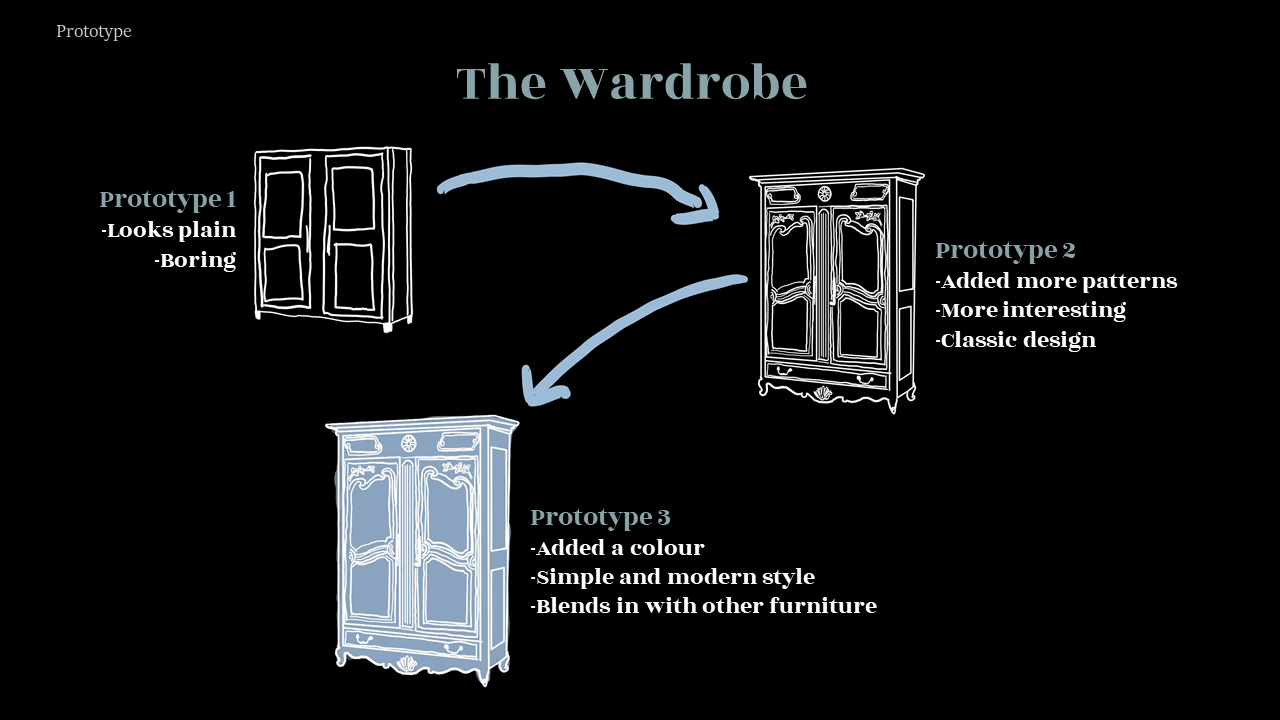 Prototype
The Wardrobe
Prototype 1
-Looks plain
-Boring
Prototype 2
-Added more patterns
-More interesting
-Classic design
Prototype 3
-Added a colour
-Simple and modern style
-Blends in with other furniture